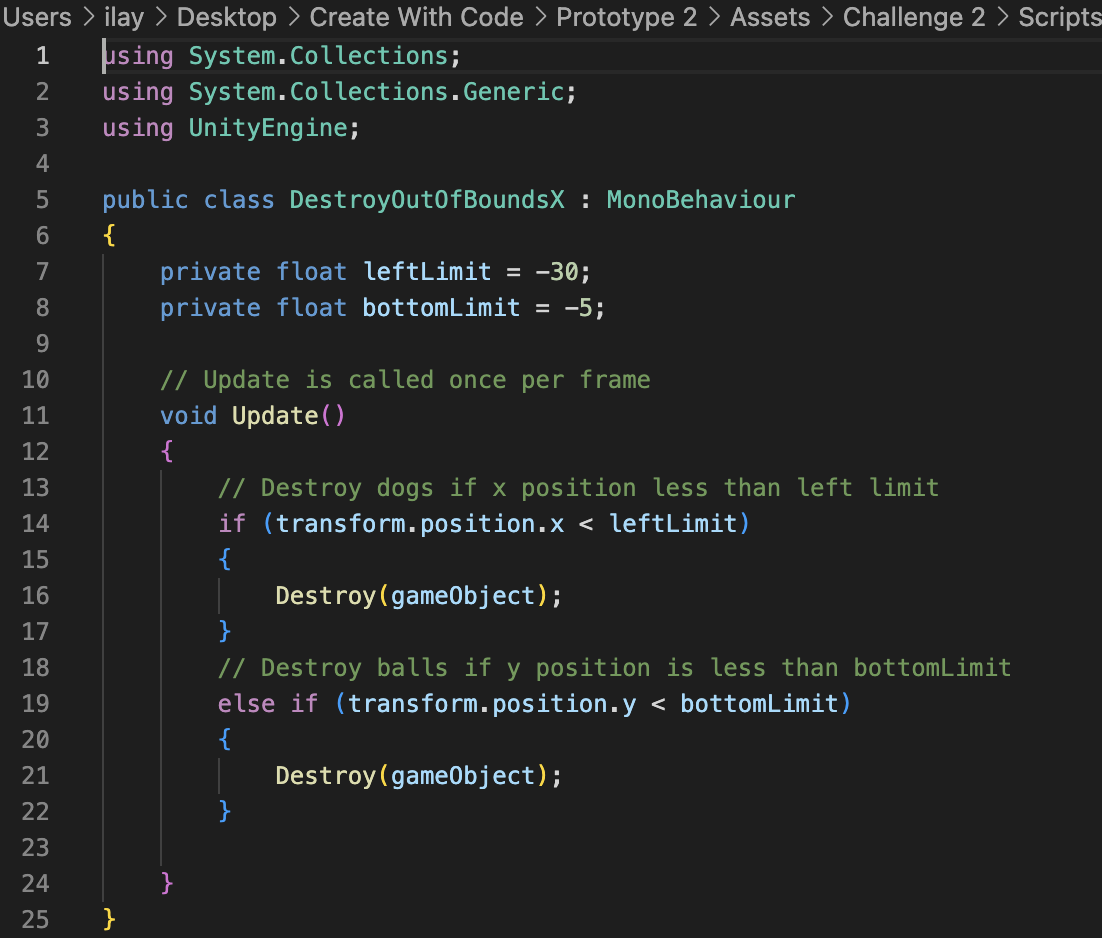 Users > ilay > Desktop > Create With Code > Prototype 2 > Assets > Challenge 2 > Scripts
1 using System.Collections;
2 using System.Collections.Generic;
3 using UnityEngine;
4
5 public class DestroyOutOfBoundsX : MonoBehaviour
6 {
7     private float leftLimit = -30;
8     private float bottomLimit = -5;
9
10     // Update is called once per frame
11     void Update()
12     {
13         // Destroy dogs if x position less than left limit
14         if (transform.position.x < leftLimit)
15         {
16             Destroy(gameObject);
17         }
18         // Destroy balls if y position is less than bottomLimit
19         else if (transform.position.y < bottomLimit)
20         {
21             Destroy(gameObject);
22         }
23
24     }
25 }